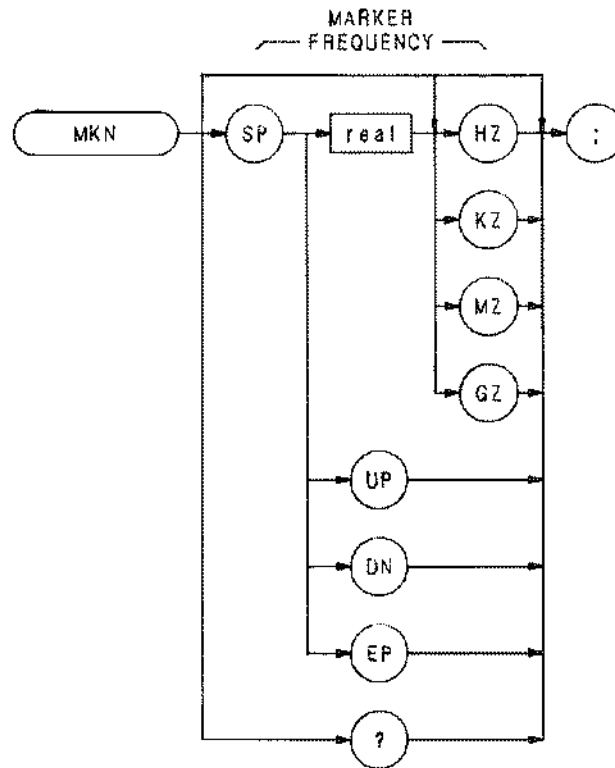 MARKER
FREQUENCY
MKN SP real HZ ;
KZ
MZ
GZ
UP
DN
EP
?